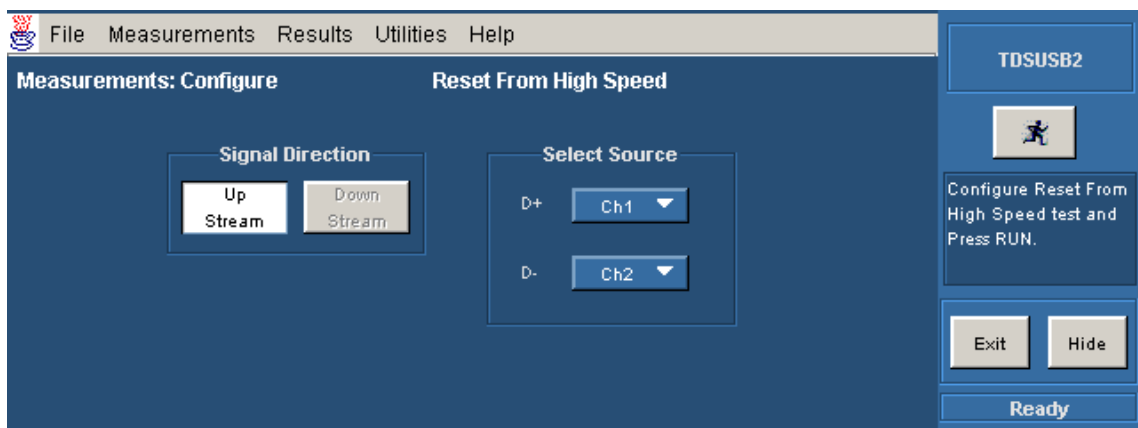 File Measurements Results Utilities Help
Measurements: Configure Reset From High Speed
Signal Direction
Up
Stream
Down
Stream
Select Source
D+ Ch1
D- Ch2
TDSUSB2
Configure Reset From
High Speed test and
Press RUN.
Exit Hide
Ready